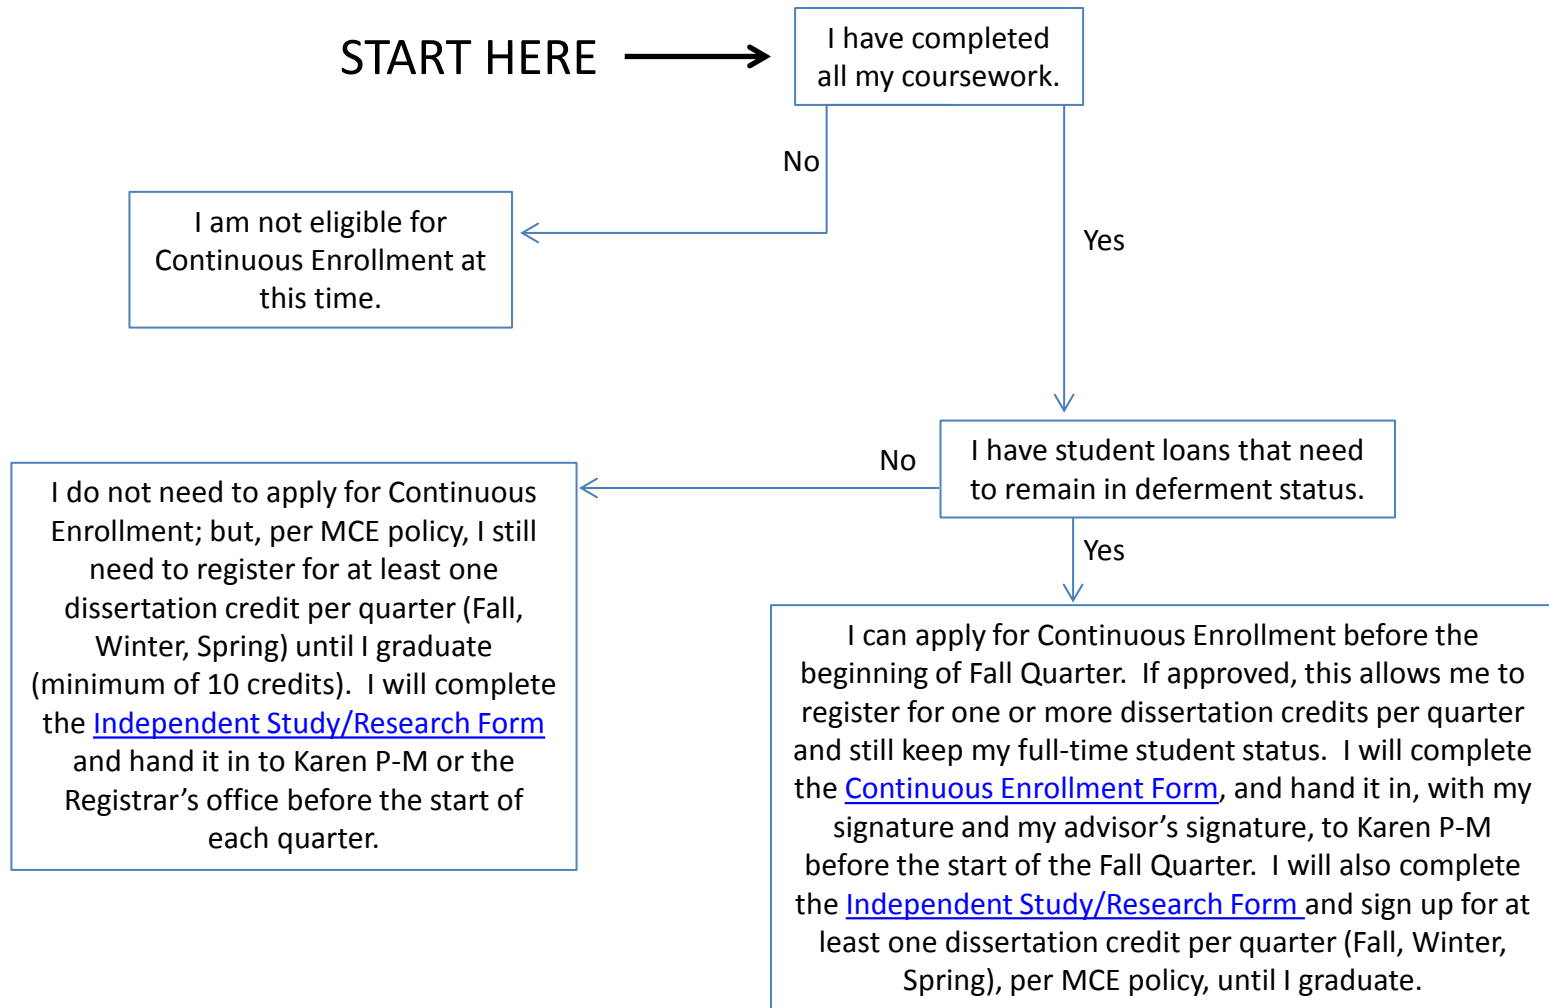 START HERE
I have completed
all my coursework.
No
I am not eligible for
Continuous Enrollment at
this time.
Yes
I have student loans that need
to remain in deferment status.
No
I do not need to apply for Continuous
Enrollment; but, per MCE policy, I still
need to register for at least one
dissertation credit per quarter (Fall,
Winter, Spring) until I graduate
(minimum of 10 credits).  I will complete
the Independent Study/Research Form
and hand it in to Karen P-M or the
Registrar’s office before the start of
each quarter.
Yes
I can apply for Continuous Enrollment before the
beginning of Fall Quarter.  If approved, this allows me to
register for one or more dissertation credits per quarter
and still keep my full-time student status.  I will complete
the Continuous Enrollment Form, and hand it in, with my
signature and my advisor’s signature, to Karen P-M
before the start of the Fall Quarter.  I will also complete
the Independent Study/Research Form and sign up for at
least one dissertation credit per quarter (Fall, Winter,
Spring), per MCE policy, until I graduate.